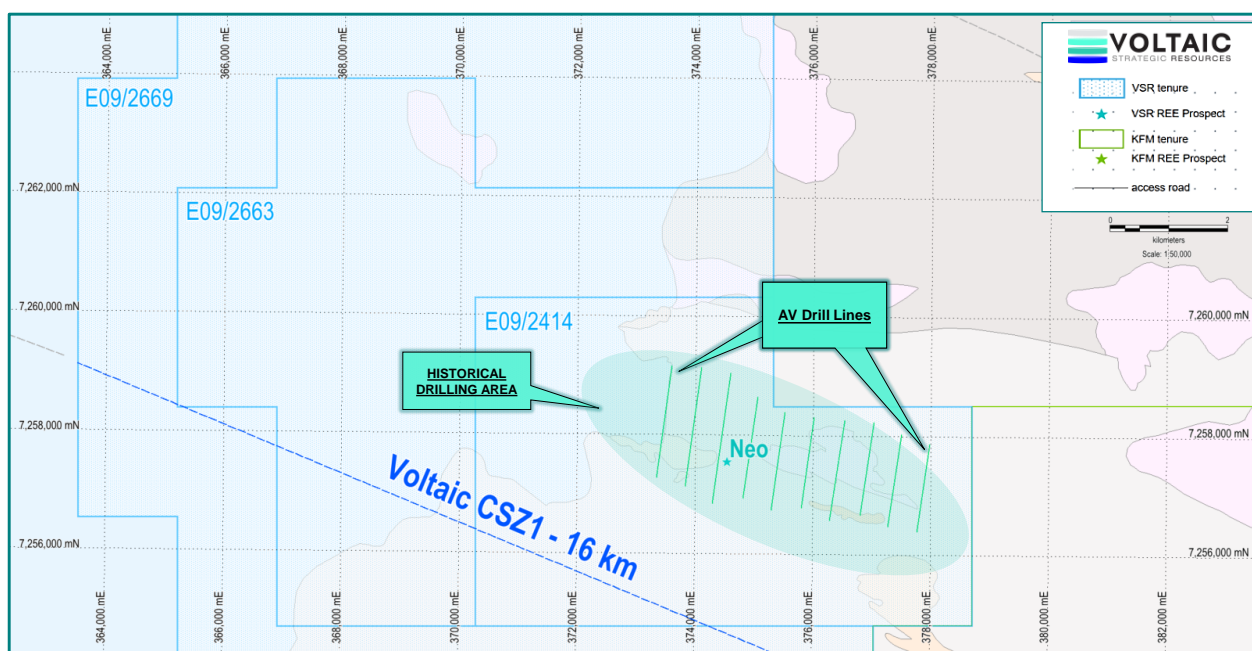 364,000 mE
366,000 mE
368,000 mE
370,000 mE
372,000 mE
374,000 mE
376,000 mE
378,000 mE
VOLTAIC
STRATEGIC RESOURCES
VSR tenure
VSR REE Prospect
KFM tenure
KFM REE Prospect
access road
0
2
kilometers
Scale: 1:50,000
E09/2669
7,262,000 mN
E09/2663
7,260,000 mN
7,260,000 mN
E09/2414
AV Drill Lines
HISTORICAL
DRILLING AREA
7,258,000 mN
7,258,000 mN
Neo
Voltaic CSZ1 - 16 km
7,256,000 mN
7,256,000 mN
364,000 mE
366,000 mE
368,000 mE
370,000 mE
372,000 mE
374,000 mE
376,000 mE
378,000 mE
380,000 mE
382,000 mE